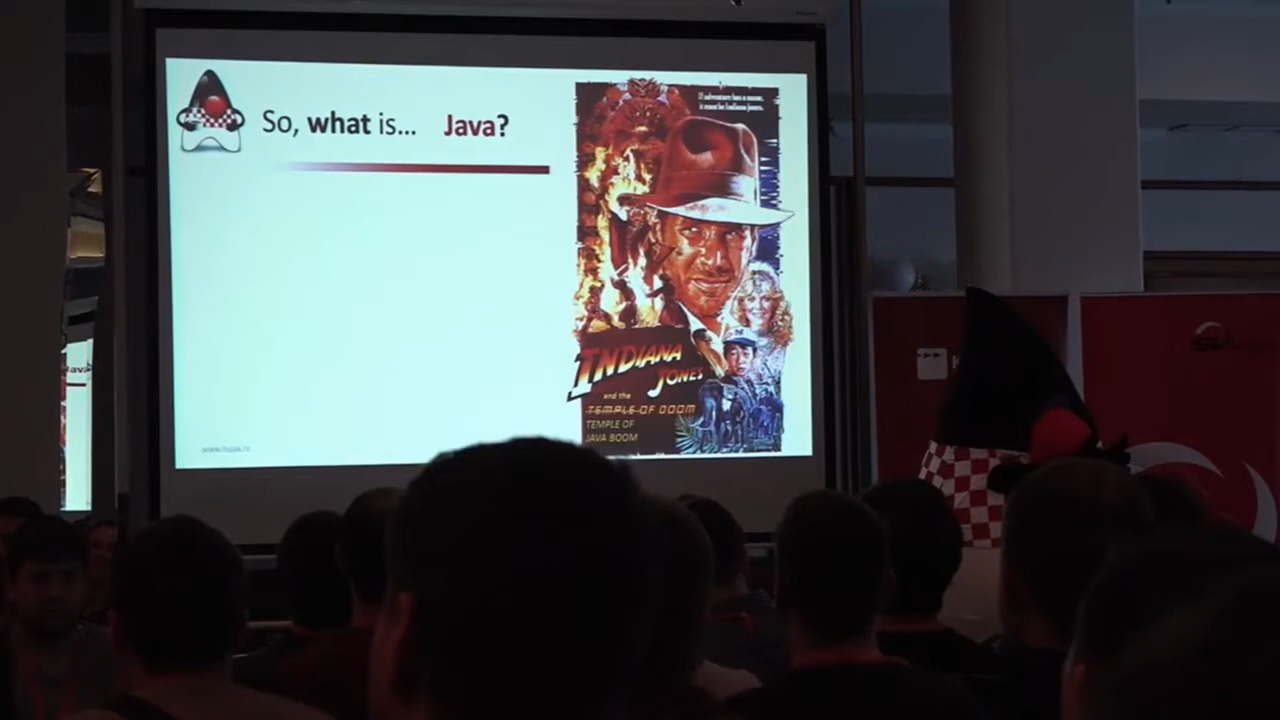 So, what is... Java?
If adventure has a name,
it must be Indiana Jones.
INDIANA
JONES
and the
TEMPLE OF DOOM
TEMPLE OF
JAVA BOOM